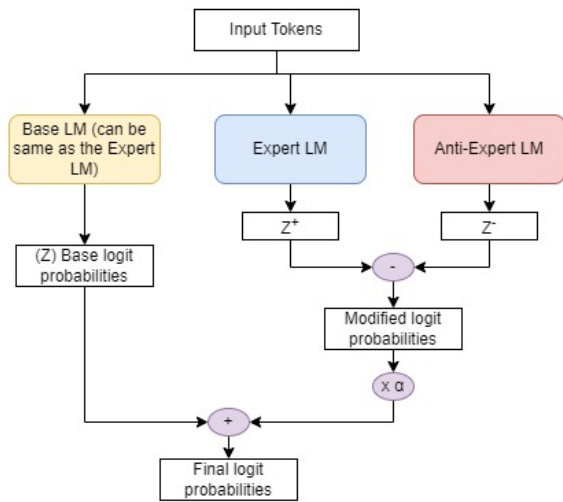 Input Tokens
Base LM (can be
same as the Expert
LM)
Expert LM
Anti-Expert LM
Z+
Z-
(Z) Base logit
probabilities
-
Modified logit
probabilities
x α
+
Final logit
probabilities